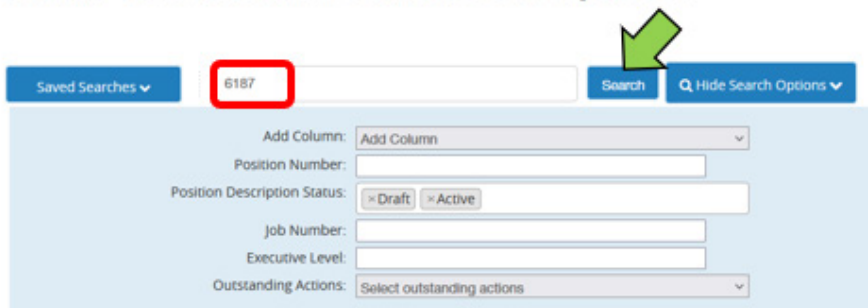 Saved Searches
6187
Search
Hide Search Options
Add Column: Add Column
Position Number:
Position Description Status: ×Draft ×Active
Job Number:
Executive Level:
Outstanding Actions: Select outstanding actions